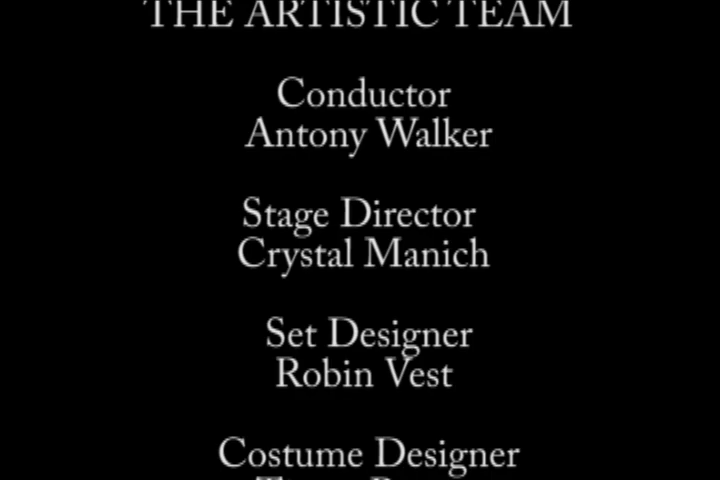 THE ARTISTIC TEAM
Conductor
Antony Walker
Stage Director
Crystal Manich
Set Designer
Robin Vest
Costume Designer